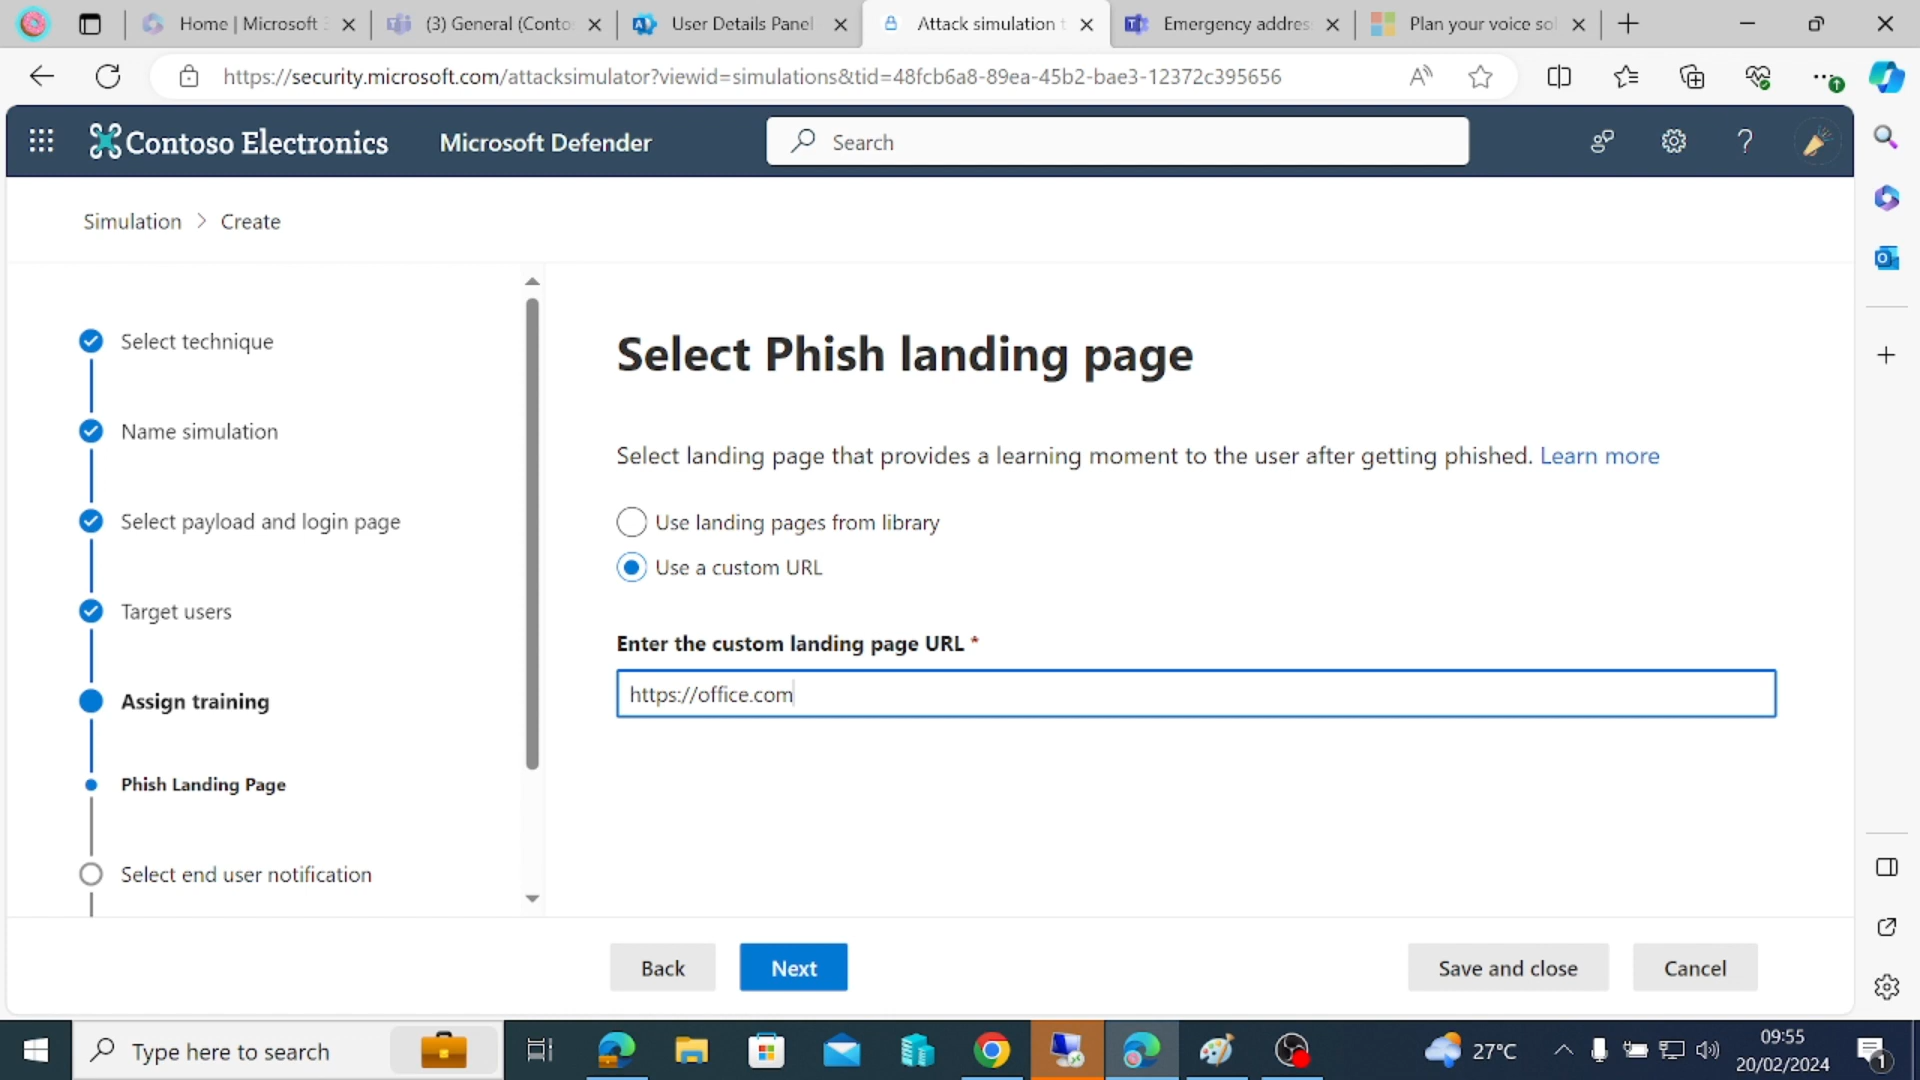 Home | Microsoft
(3) General (Conto
User Details Panel
Attack simulation t
Emergency addres
Plan your voice sol
https://security.microsoft.com/attacksimulator?viewid=simulations&tid=48fcb6a8-89ea-45b2-bae3-12372c395656
Contoso Electronics
Microsoft Defender
Search
Simulation > Create
Select technique
Name simulation
Select payload and login page
Target users
Assign training
Phish Landing Page
Select end user notification
Select Phish landing page
Select landing page that provides a learning moment to the user after getting phished. Learn more
Use landing pages from library
Use a custom URL
Enter the custom landing page URL *
https://office.com
Back
Next
Save and close
Cancel
Type here to search
27°C
09:55
20/02/2024
1